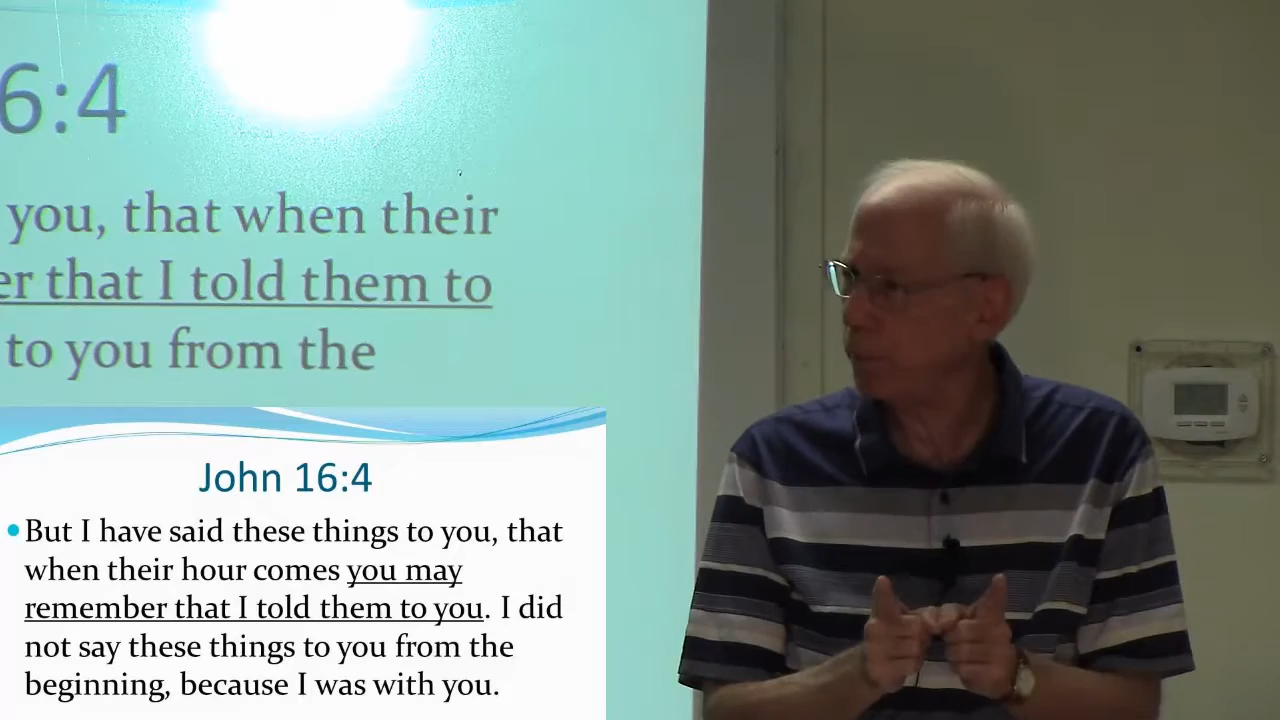 6:4
you, that when their
er that I told them to
to you from the
John 16:4
But I have said these things to you, that
when their hour comes you may
remember that I told them to you. I did
not say these things to you from the
beginning, because I was with you.